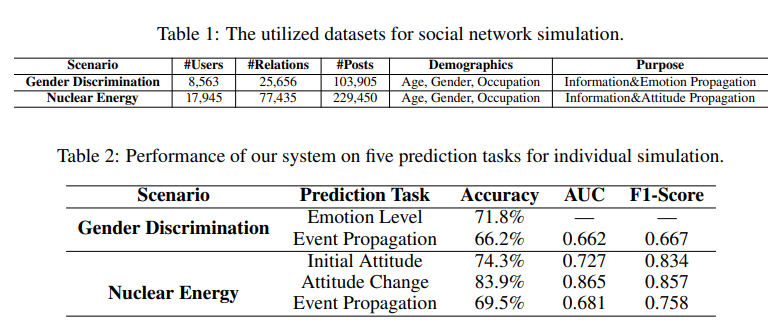 Table 1: The utilized datasets for social network simulation.
Scenario #Users #Relations #Posts Demographics Purpose
Gender Discrimination 8,563 25,656 103,905 Age, Gender, Occupation Information&Emotion Propagation
Nuclear Energy 17,945 77,435 229,450 Age, Gender, Occupation Information&Attitude Propagation
Table 2: Performance of our system on five prediction tasks for individual simulation.
Scenario Prediction Task Accuracy AUC F1-Score
Gender Discrimination Emotion Level 71.8% — —
Event Propagation 66.2% 0.662 0.667
Nuclear Energy Initial Attitude 74.3% 0.727 0.834
Attitude Change 83.9% 0.865 0.857
Event Propagation 69.5% 0.681 0.758